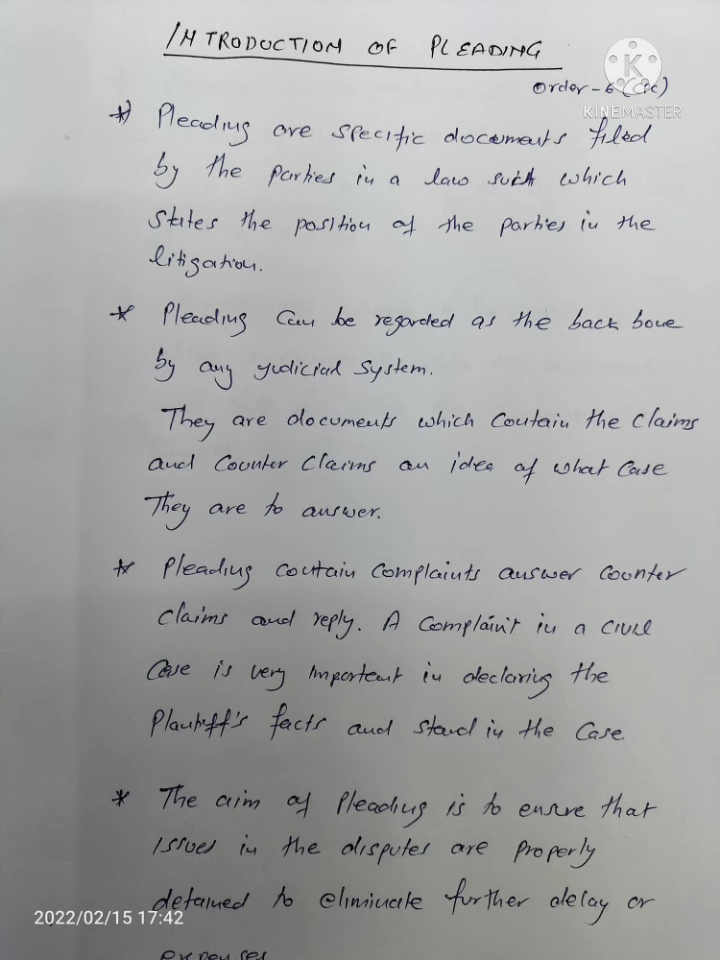 INTRODUCTION OF PLEADING
K
KINEMASTER
Order-6 (CPC)
* Pleading are specific documents filed
by the parties in a law suit which
states the position of the parties in the
litigation.
* Pleading can be regarded as the back bone
by any judicial system.
They are documents which contain the claims
and counter claims an idea of what case
They are to answer.
* Pleading contain complaints answer counter
claims and reply. A complaint in a civil
case is very important in declaring the
Plantiff's facts and stand in the case.
* The aim of pleading is to ensure that
issues in the disputes are properly
detained to eliminate further delay or
expenses
2022/02/15 17:42